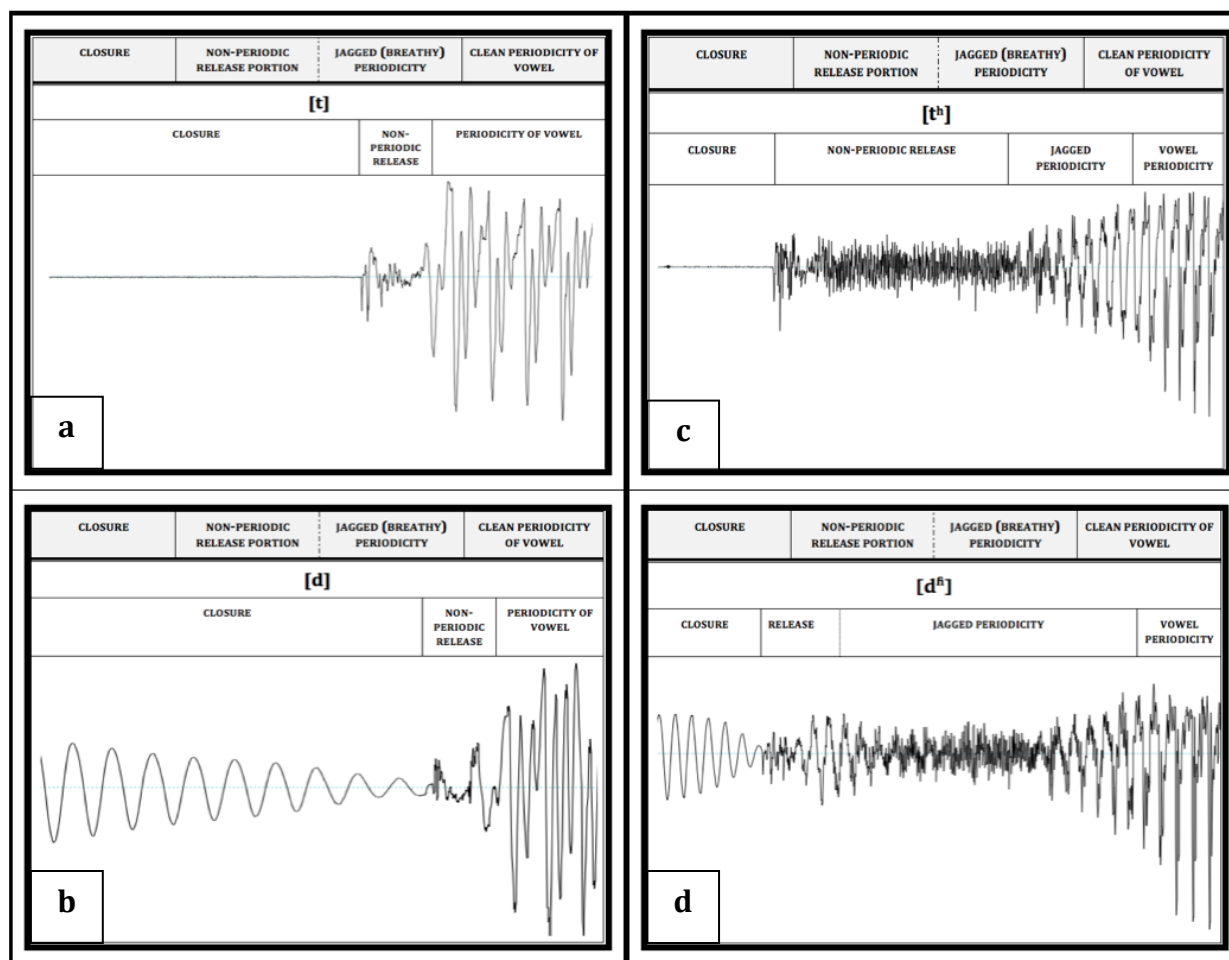 CLOSURE NON-PERIODIC RELEASE PORTION JAGGED (BREATHY) PERIODICITY CLEAN PERIODICITY OF VOWEL
[t]
CLOSURE NON-PERIODIC RELEASE PERIODICITY OF VOWEL
a
CLOSURE NON-PERIODIC RELEASE PORTION JAGGED (BREATHY) PERIODICITY CLEAN PERIODICITY OF VOWEL
[tʰ]
CLOSURE NON-PERIODIC RELEASE JAGGED PERIODICITY VOWEL PERIODICITY
c
CLOSURE NON-PERIODIC RELEASE PORTION JAGGED (BREATHY) PERIODICITY CLEAN PERIODICITY OF VOWEL
[d]
CLOSURE NON-PERIODIC RELEASE PERIODICITY OF VOWEL
b
CLOSURE NON-PERIODIC RELEASE PORTION JAGGED (BREATHY) PERIODICITY CLEAN PERIODICITY OF VOWEL
[dʱ]
CLOSURE RELEASE JAGGED PERIODICITY VOWEL PERIODICITY
d